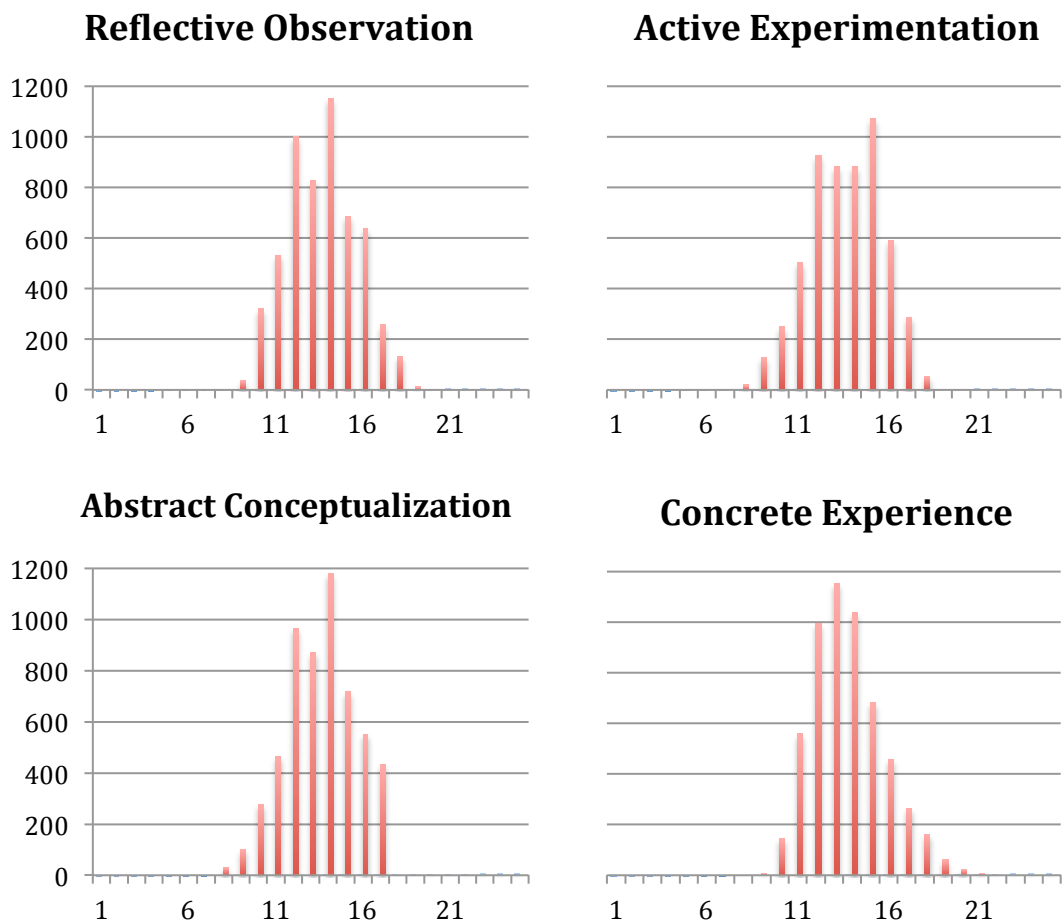 Reflective Observation
1200
1000
800
600
400
200
0
1 6 11 16 21
Active Experimentation
1 6 11 16 21
Abstract Conceptualization
1200
1000
800
600
400
200
0
1 6 11 16 21
Concrete Experience
1 6 11 16 21